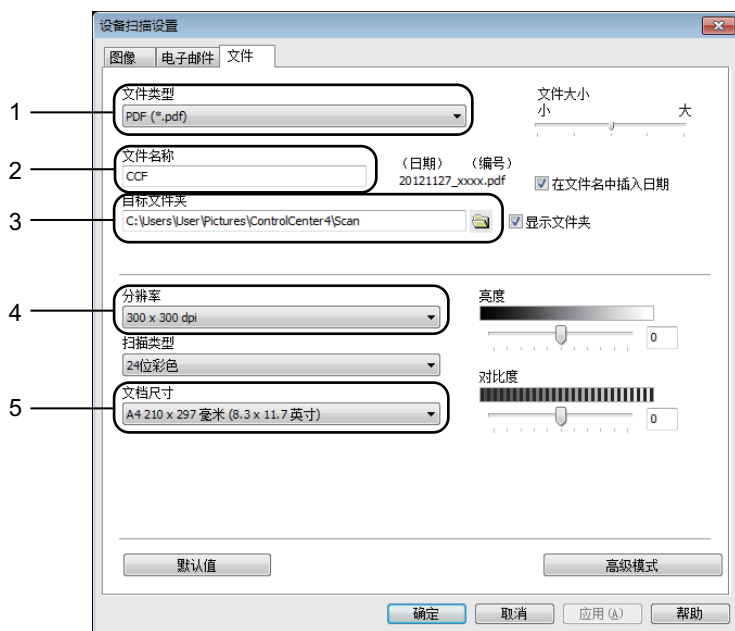 设备扫描设置
图像 电子邮件 文件
文件类型 文件大小
1 PDF (*.pdf) 小 大
文件名称 (日期) (编号)
2 CCF 20121127_xxxx.pdf 在文件名中插入日期
目标文件夹
3 C:\Users\User\Pictures\ControlCenter4\Scan 显示文件夹
分辨率 亮度
4 300 x 300 dpi 0
扫描类型
24位彩色 对比度
文档尺寸
5 A4 210 x 297 毫米 (8.3 x 11.7 英寸) 0
默认值 高级模式
确定 取消 应用(A) 帮助